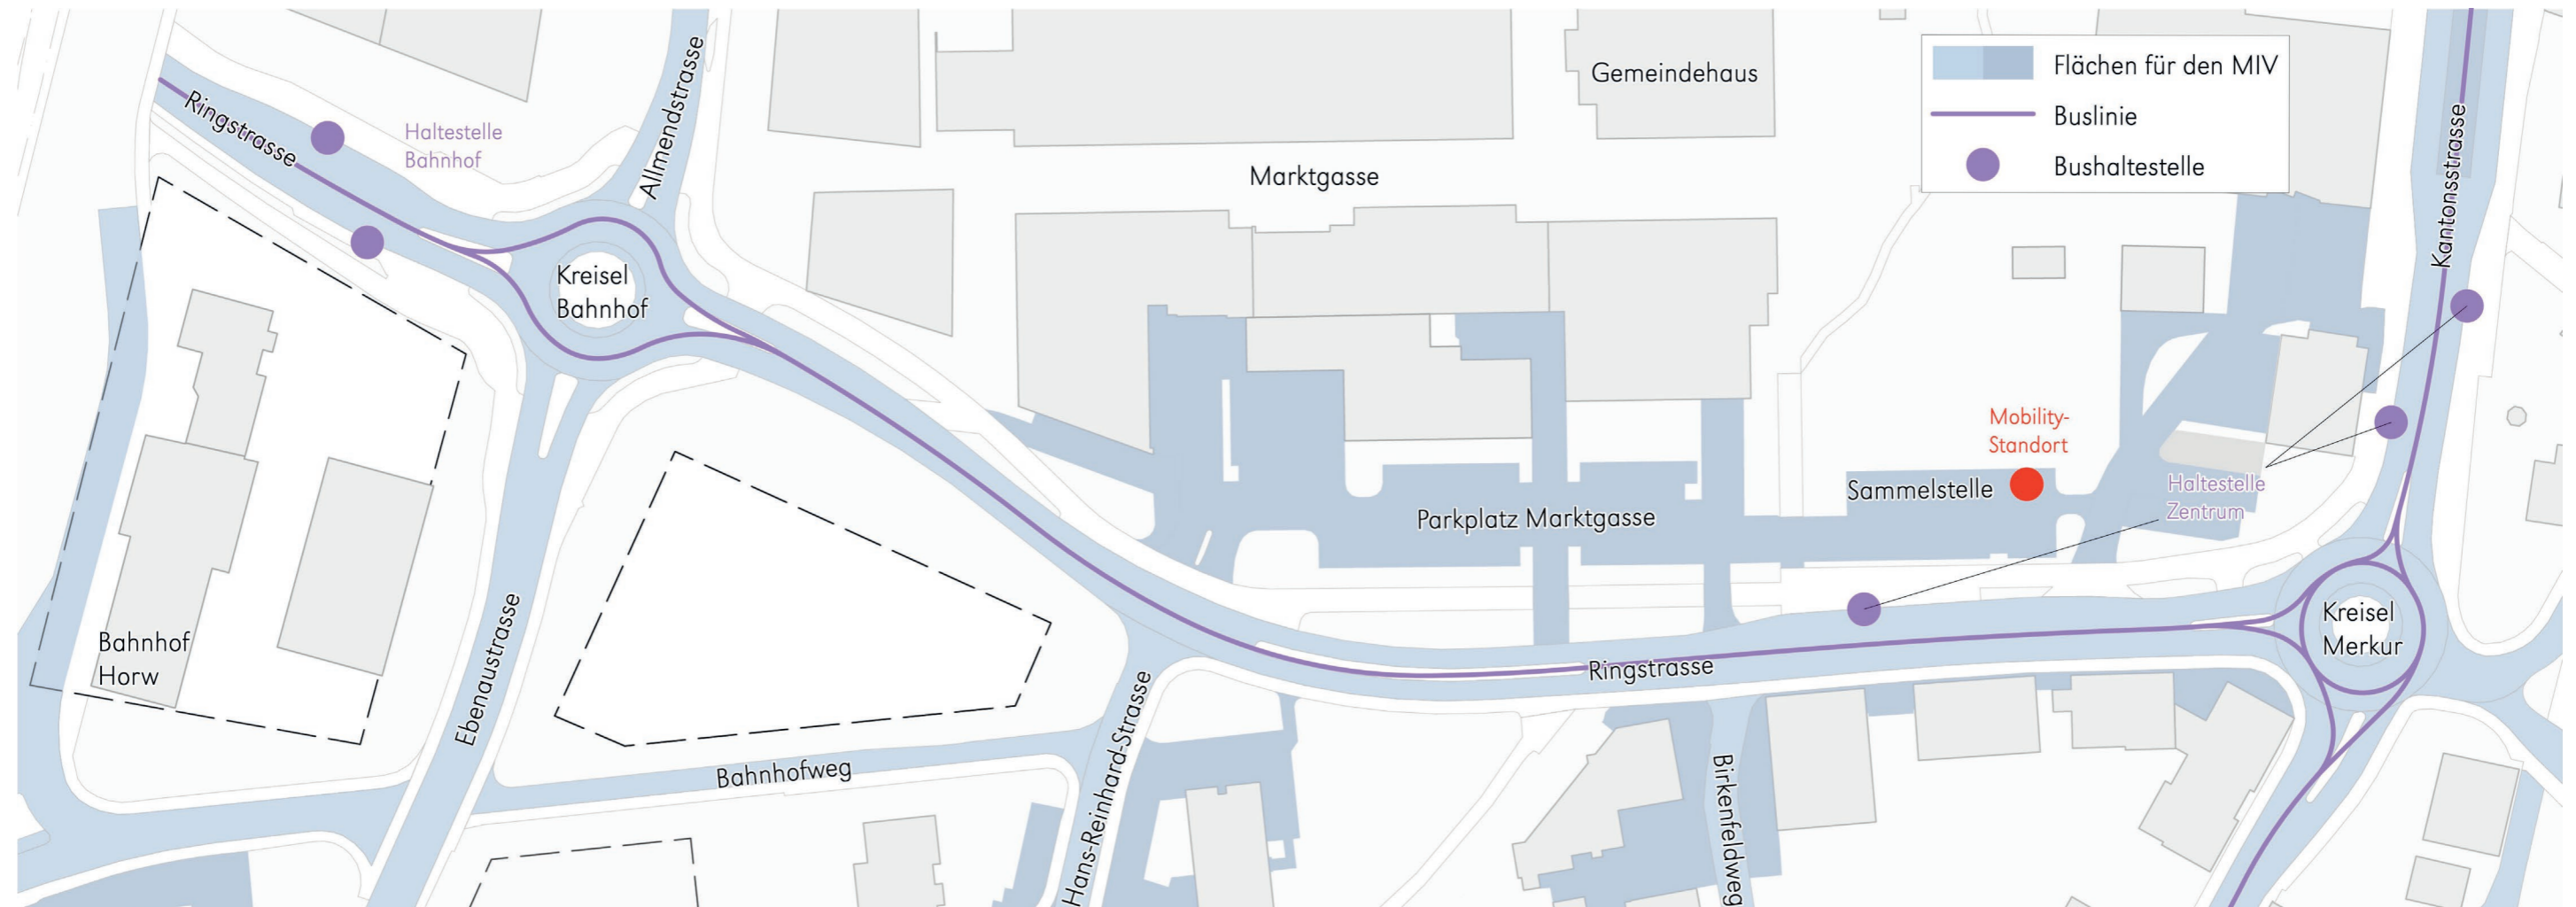 Ringstrasse
Haltestelle
Bahnhof
Allmendstrasse
Gemeindehaus
Marktgasse
Flächen für den MIV
Buslinie
Bushaltestelle
Kantonsstrasse
Kreisel
Bahnhof
Mobility-
Standort
Sammelstelle
Haltestelle
Zentrum
Parkplatz Marktgasse
Kreisel
Merkur
Bahnhof
Horw
Ebenaustrasse
Ringstrasse
Bahnhofweg
Hans-Reinhard-Strasse
Birkenfeldweg